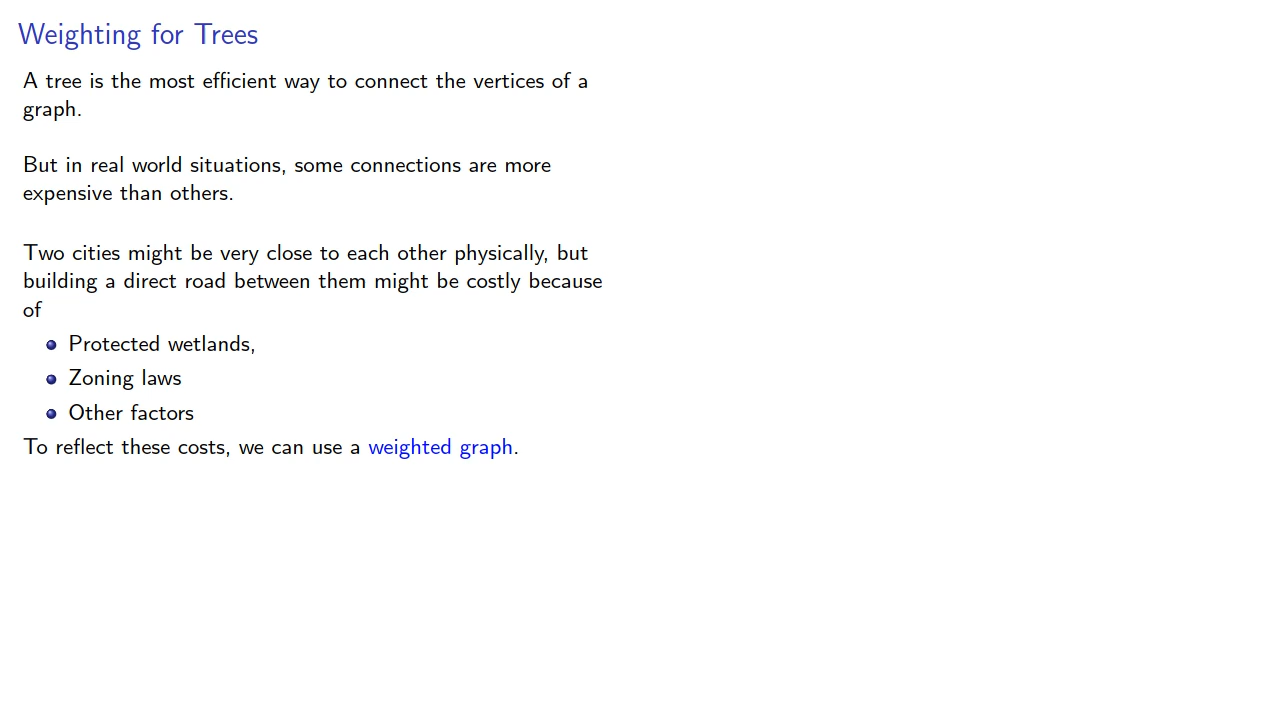 Weighting for Trees
A tree is the most efficient way to connect the vertices of a
graph.
But in real world situations, some connections are more
expensive than others.
Two cities might be very close to each other physically, but
building a direct road between them might be costly because
of
Protected wetlands,
Zoning laws
Other factors
To reflect these costs, we can use a weighted graph.